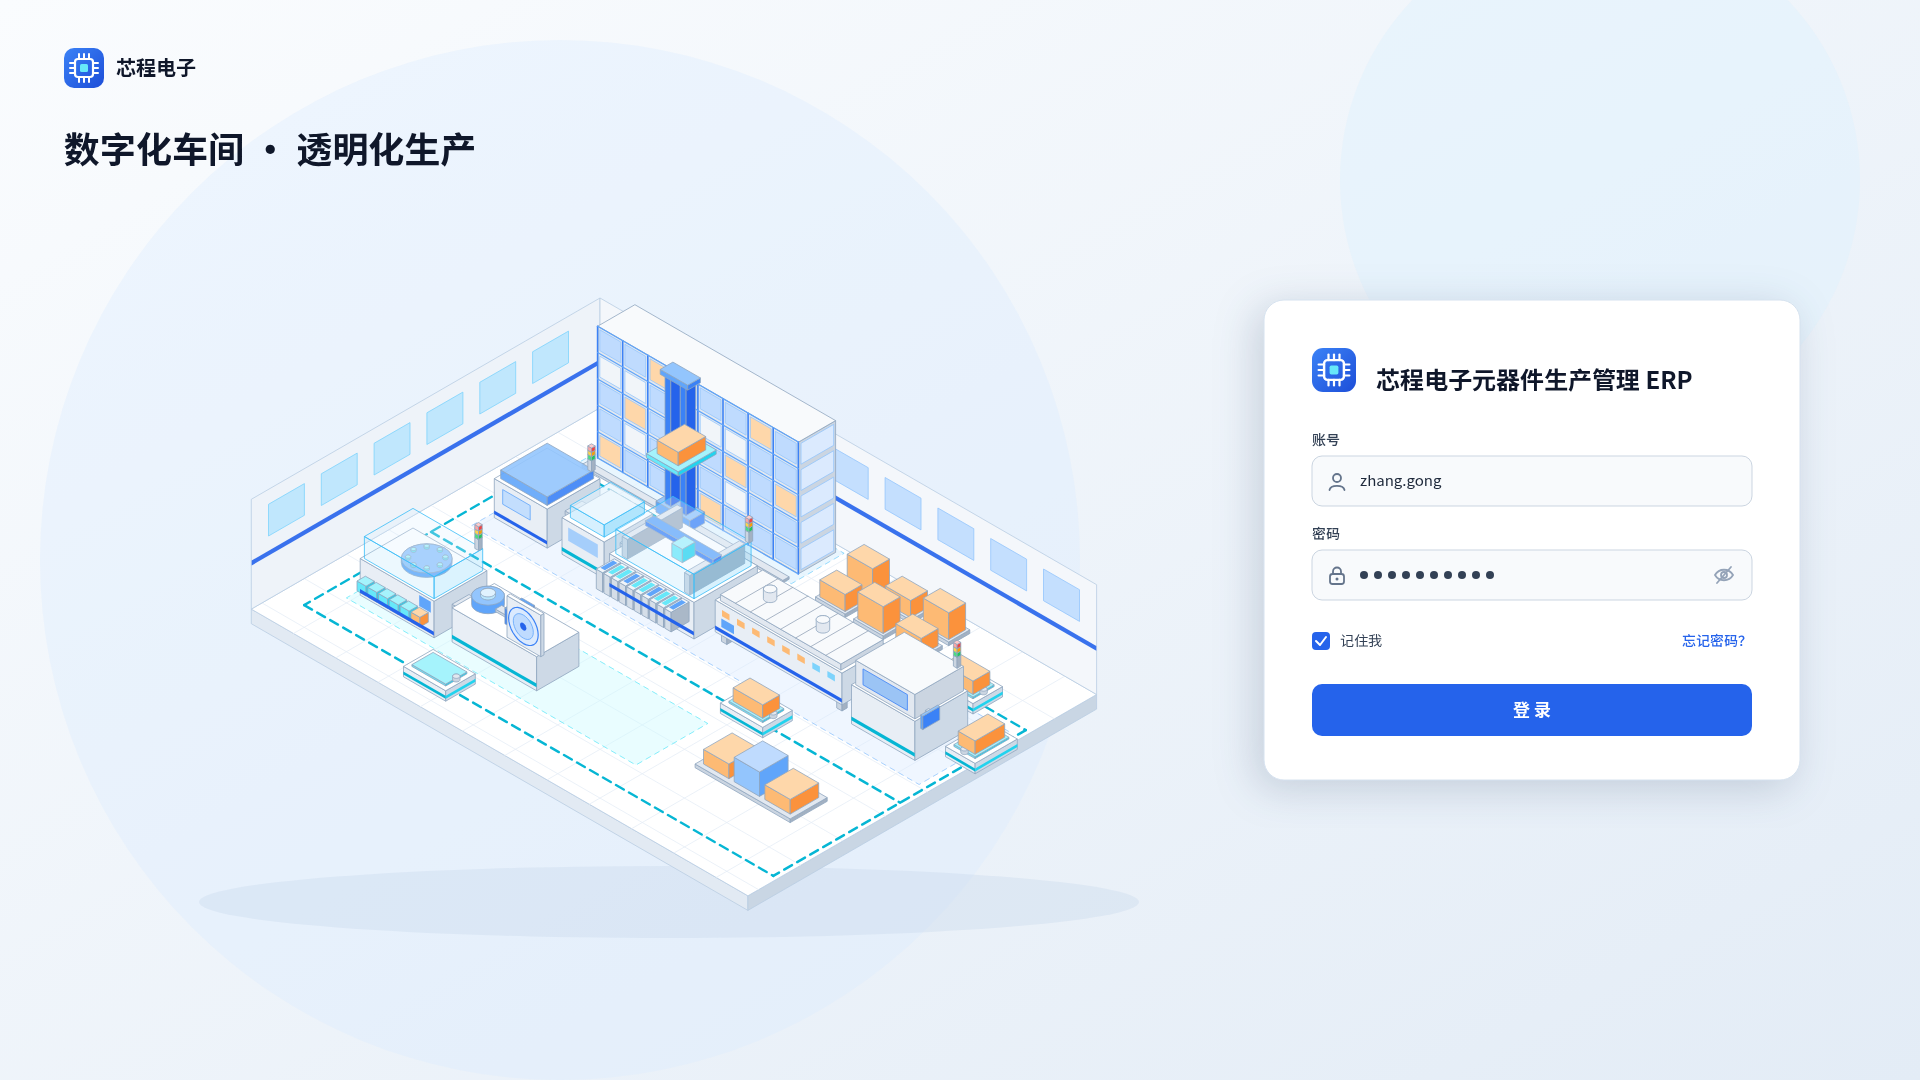 芯程电子
数字化车间 · 透明化生产
芯程电子元器件生产管理 ERP
账号
zhang.gong
密码
●●●●●●●●●●
记住我
忘记密码?
登录